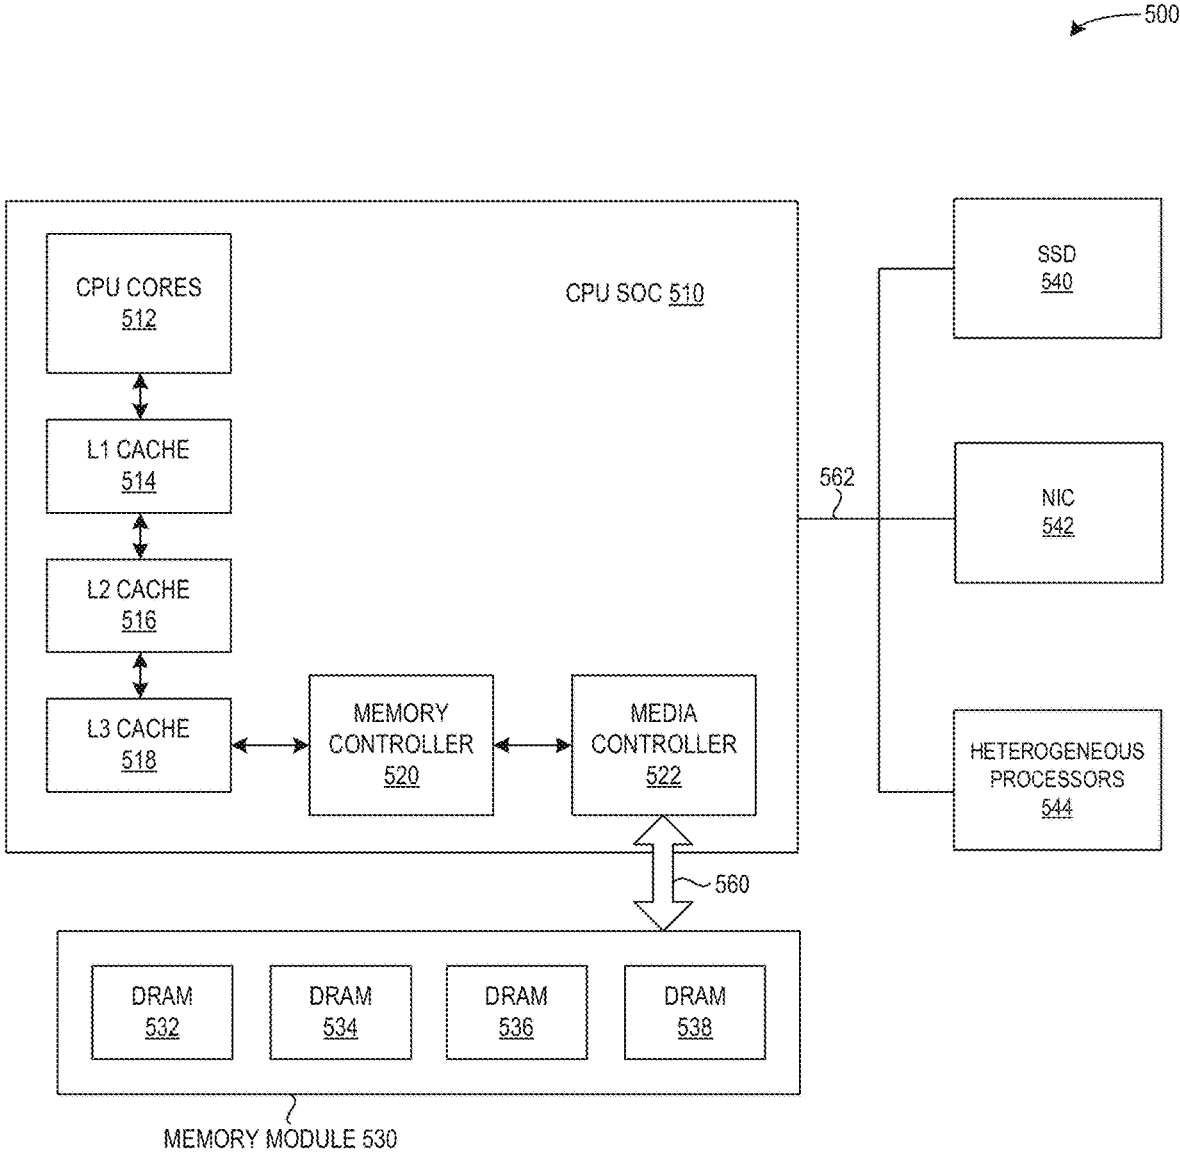 500
CPU CORES
512
CPU SOC 510
SSD
540
L1 CACHE
514
562
NIC
542
L2 CACHE
516
L3 CACHE
518
MEMORY
CONTROLLER
520
MEDIA
CONTROLLER
522
HETEROGENEOUS
PROCESSORS
544
560
DRAM
532
DRAM
534
DRAM
536
DRAM
538
MEMORY MODULE 530